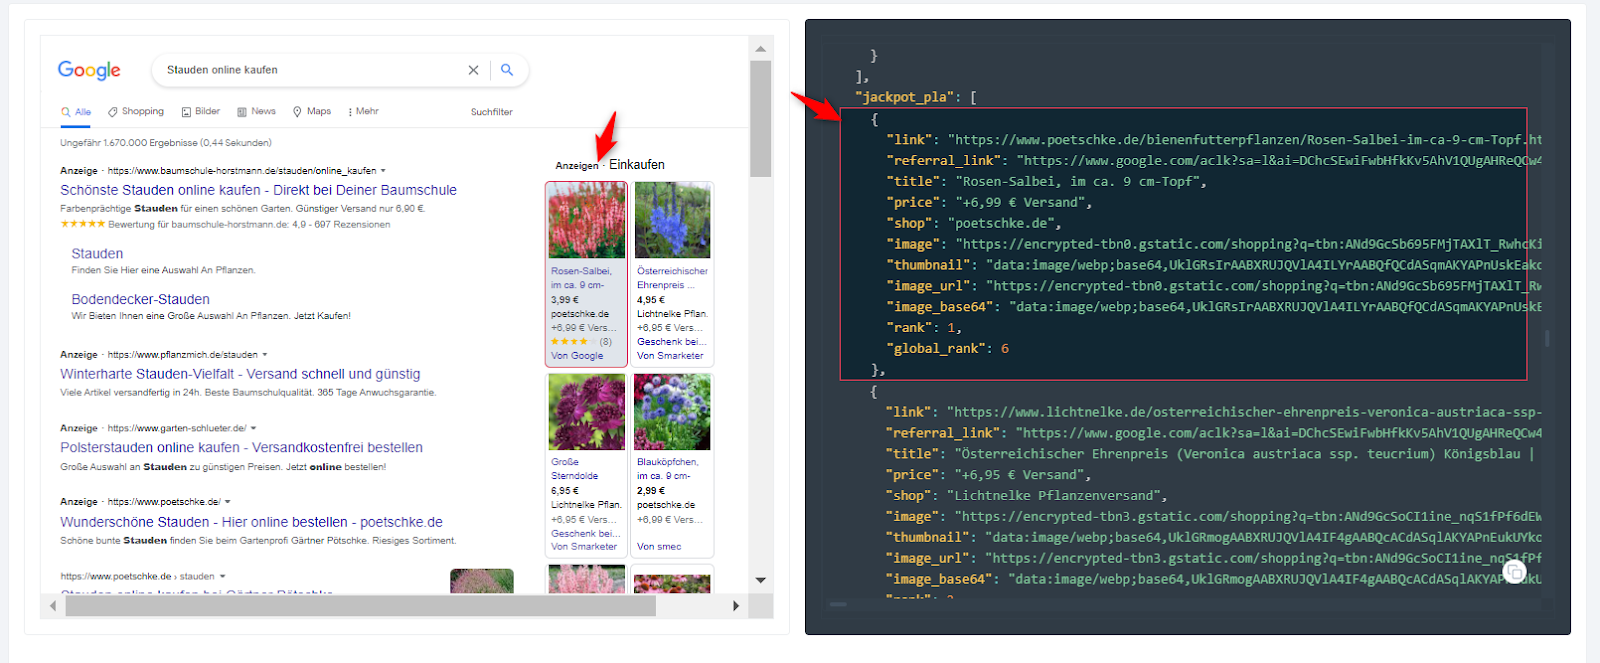 Google
Stauden online kaufen
Alle
Shopping
Bilder
News
Maps
Mehr
Suchfilter
Ungefähr 1.670.000 Ergebnisse (0,44 Sekunden)
Anzeige · https://www.baumschule-horstmann.de/stauden/online_kaufen
Schönste Stauden online kaufen - Direkt bei Deiner Baumschule
Farbenprächtige Stauden für einen schönen Garten. Günstiger Versand nur 6,90 €.
Bewertung für baumschule-horstmann.de: 4,9 - 697 Rezensionen
Stauden
Finden Sie Hier eine Auswahl An Pflanzen.
Bodendecker-Stauden
Wir Bieten Ihnen eine Große Auswahl An Pflanzen. Jetzt Kaufen!
Anzeige · https://www.pflanzmich.de/stauden
Winterharte Stauden-Vielfalt - Versand schnell und günstig
Viele Artikel versandfertig in 24h. Beste Baumschulqualität. 365 Tage Anwuchsgarantie.
Anzeige · https://www.garten-schlueter.de/
Polsterstauden online kaufen - Versandkostenfrei bestellen
Große Auswahl an Stauden zu günstigen Preisen. Jetzt online bestellen!
Anzeige · https://www.poetschke.de/
Wunderschöne Stauden - Hier online bestellen - poetschke.de
Schöne bunte Stauden finden Sie beim Gartenprofi Gärtner Pötschke. Riesiges Sortiment.
https://www.poetschke.de › stauden
Stauden online kaufen bei Gärtner Pötschke
Anzeigen · Einkaufen
Rosen-Salbei,
im ca. 9 cm-
3,99 €
poetschke.de
+6,99 € Vers...
(8)
Von Google
Österreichischer
Ehrenpreis ...
4,95 €
Lichtnelke Pflan.
+6,95 € Vers...
Geschenk bei...
Von Smarketer
Große
Sterndolde
6,95 €
Lichtnelke Pflan.
+6,95 € Vers...
Geschenk bei...
Von Smarketer
Blauköpfchen,
im ca. 9 cm-
2,99 €
poetschke.de
+6,99 € Vers...
Von smec
}
],
"jackpot_pla": [
{
"link": "https://www.poetschke.de/bienenfutterpflanzen/Rosen-Salbei-im-ca-9-cm-Topf.ht
"referral_link": "https://www.google.com/aclk?sa=l&ai=DChcSEwiFwbHfkKv5AhV1QUgAHReQCw4
"title": "Rosen-Salbei, im ca. 9 cm-Topf",
"price": "+6,99 € Versand",
"shop": "poetschke.de",
"image": "https://encrypted-tbn0.gstatic.com/shopping?q=tbn:ANd9GcSb695FMjTAXlT_RwhcKi
"thumbnail": "data:image/webp;base64,UklGRsIrAABXRUJQVlA4ILYrAABQfQCdASqmAKYAPnUskEakc
"image_url": "https://encrypted-tbn0.gstatic.com/shopping?q=tbn:ANd9GcSb695FMjTAXlT_Rw
"image_base64": "data:image/webp;base64,UklGRsIrAABXRUJQVlA4ILYrAABQfQCdASqmAKYAPnUskE
"rank": 1,
"global_rank": 6
},
{
"link": "https://www.lichtnelke.de/osterreichischer-ehrenpreis-veronica-austriaca-ssp-
"referral_link": "https://www.google.com/aclk?sa=l&ai=DChcSEwiFwbHfkKv5AhV1QUgAHReQCw4
"title": "Österreichischer Ehrenpreis (Veronica austriaca ssp. teucrium) Königsblau |
"price": "+6,95 € Versand",
"shop": "Lichtnelke Pflanzenversand",
"image": "https://encrypted-tbn3.gstatic.com/shopping?q=tbn:ANd9GcSoCI1ine_nqS1fPf6dEW
"thumbnail": "data:image/webp;base64,UklGRmogAABXRUJQVlA4IF4gAABQcACdASqlAKYAPnEukUYkc
"image_url": "https://encrypted-tbn3.gstatic.com/shopping?q=tbn:ANd9GcSoCI1ine_nqS1fPf
"image_base64": "data:image/webp;base64,UklGRmogAABXRUJQVlA4IF4gAABQcACdASqlAKYAP
"rank": 2